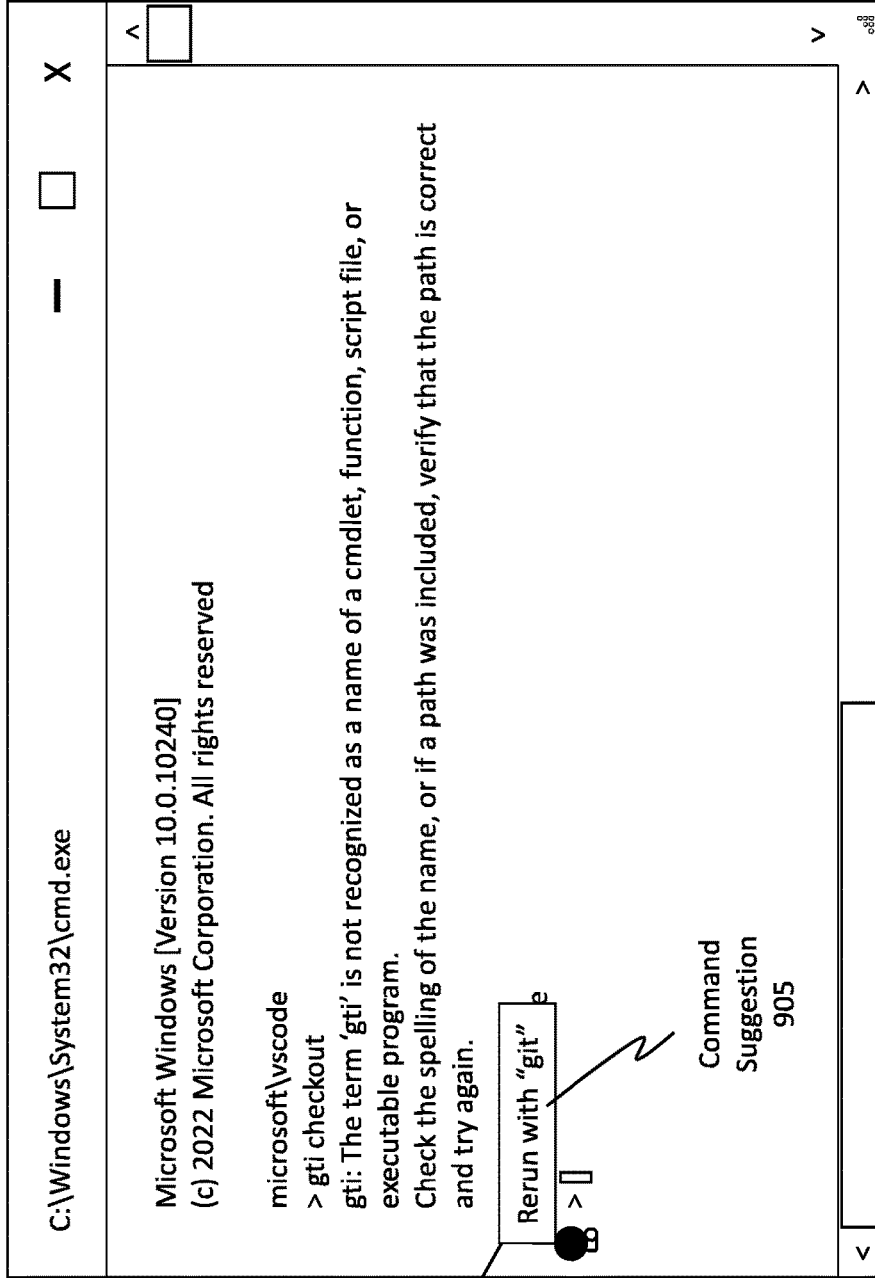 C:\Windows\System32\cmd.exe
X
Microsoft Windows [Version 10.0.10240]
(c) 2022 Microsoft Corporation. All rights reserved
microsoft\vscode
> gti checkout
gti: The term ‘gti’ is not recognized as a name of a cmdlet, function, script file, or
executable program.
Check the spelling of the name, or if a path was included, verify that the path is correct
and try again.
Rerun with “git”
e
>
Command
Suggestion
905